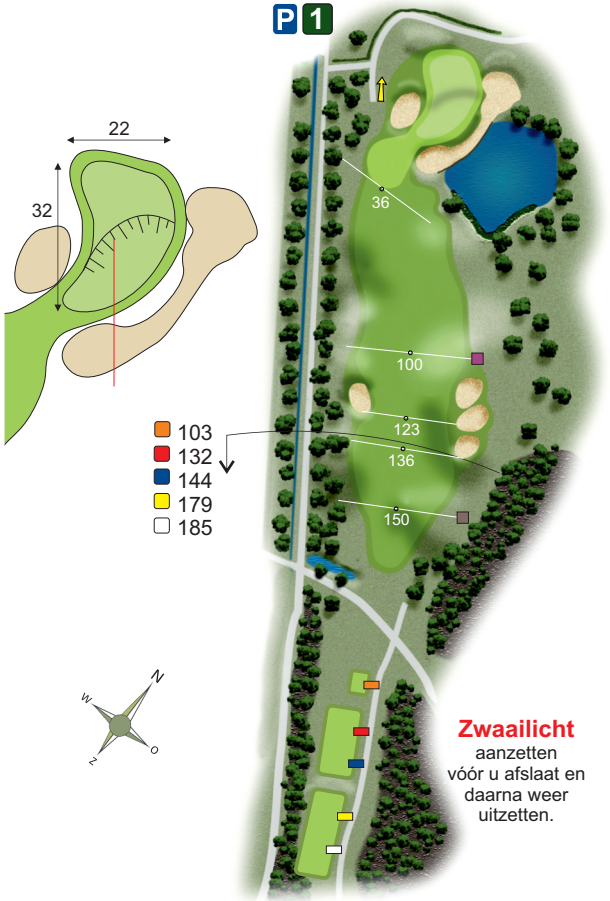 P 1
22
32
36
100
123
136
150
103
132
144
179
185
N
W
O
Z
Zwaailicht
aanzetten
vóór u afslaat en
daarna weer
uitzetten.